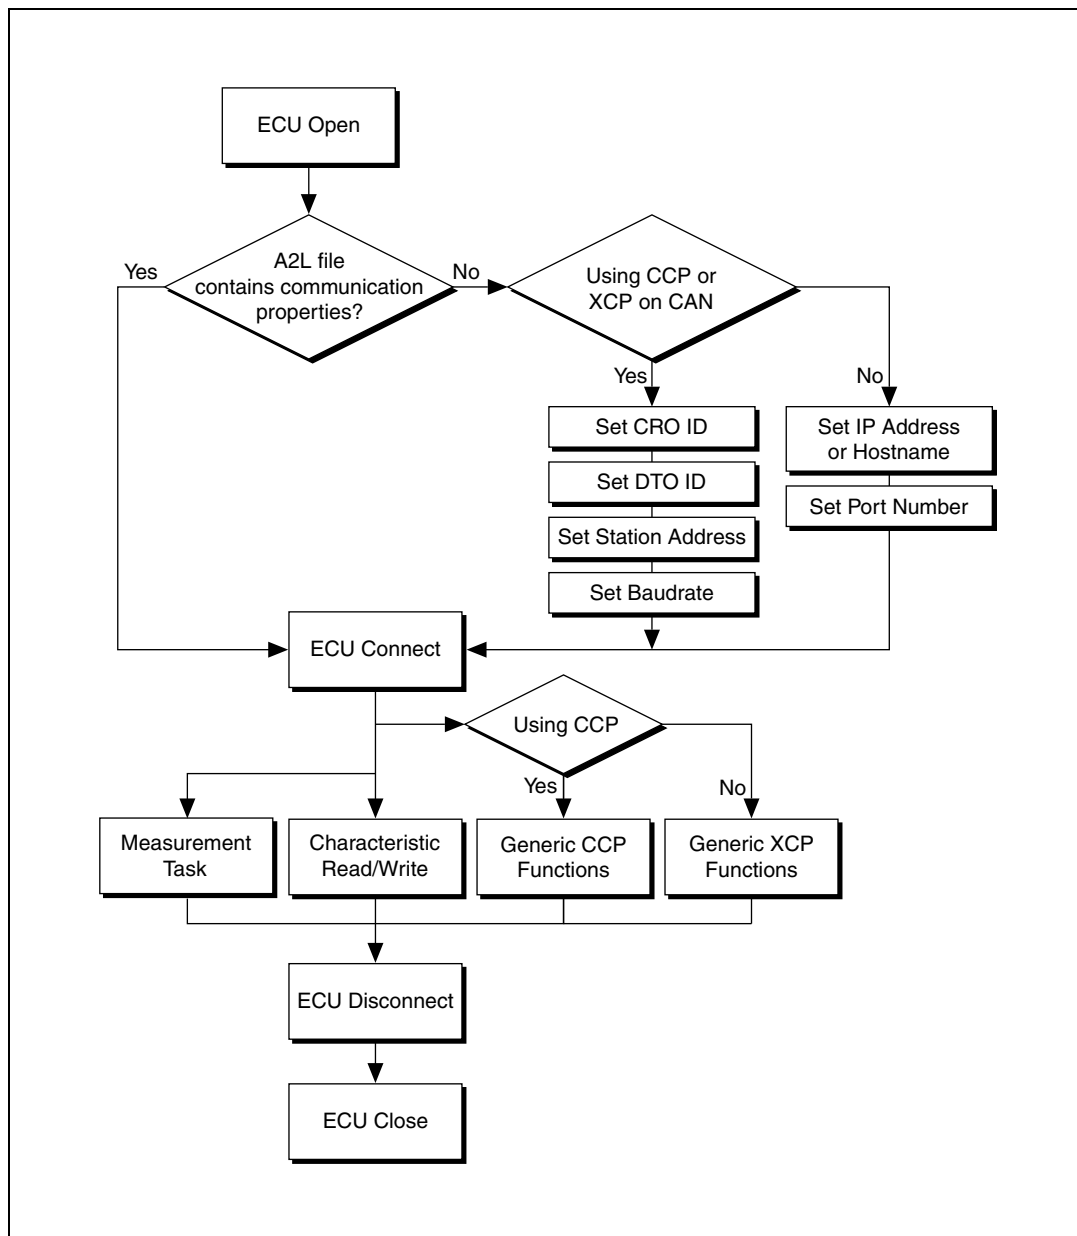 ECU Open
A2L file
contains communication
properties?
Yes
No
Using CCP or
XCP on CAN
Yes
No
Set CRO ID
Set DTO ID
Set Station Address
Set Baudrate
Set IP Address
or Hostname
Set Port Number
ECU Connect
Using CCP
Yes
No
Measurement
Task
Characteristic
Read/Write
Generic CCP
Functions
Generic XCP
Functions
ECU Disconnect
ECU Close